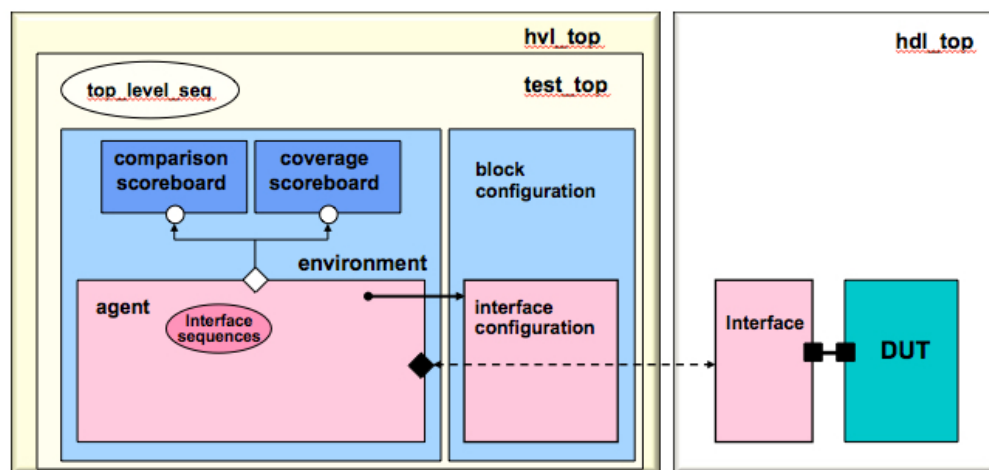 hvl_top
hdl_top
top_level_seq
test_top
comparison
scoreboard
coverage
scoreboard
block
configuration
environment
agent
Interface
sequences
interface
configuration
Interface
DUT